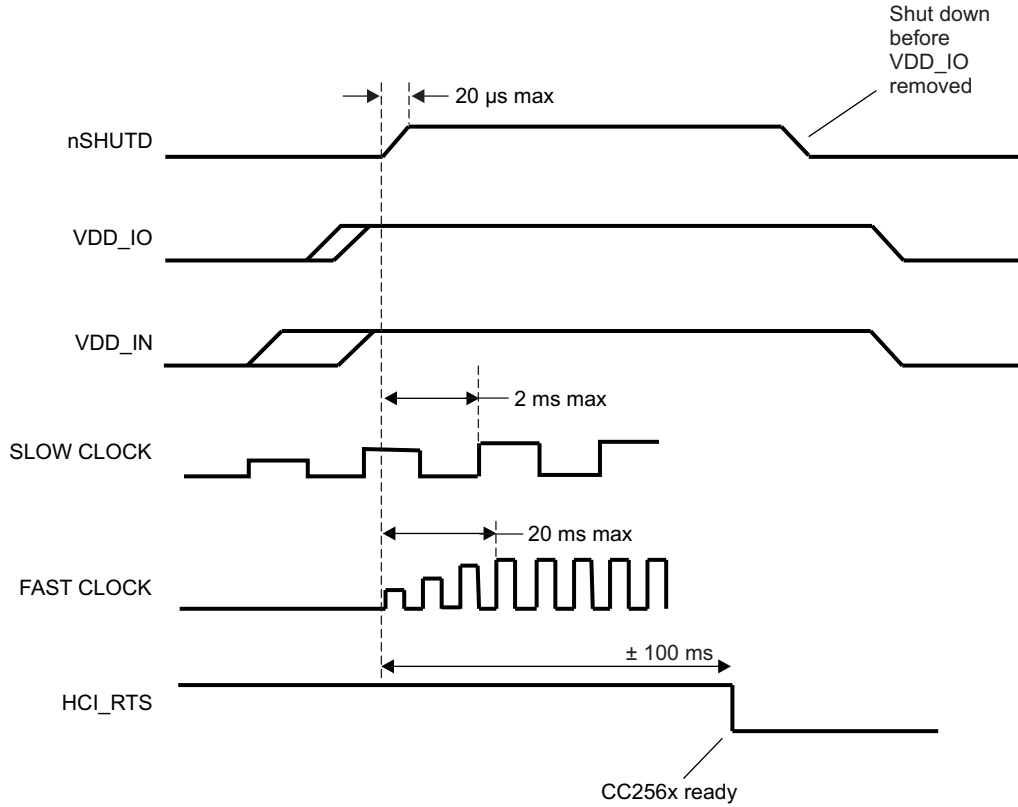 Shut down
before
VDD_IO
removed
20 µs max
nSHUTD
VDD_IO
VDD_IN
2 ms max
SLOW CLOCK
20 ms max
FAST CLOCK
± 100 ms
HCI_RTS
CC256x ready